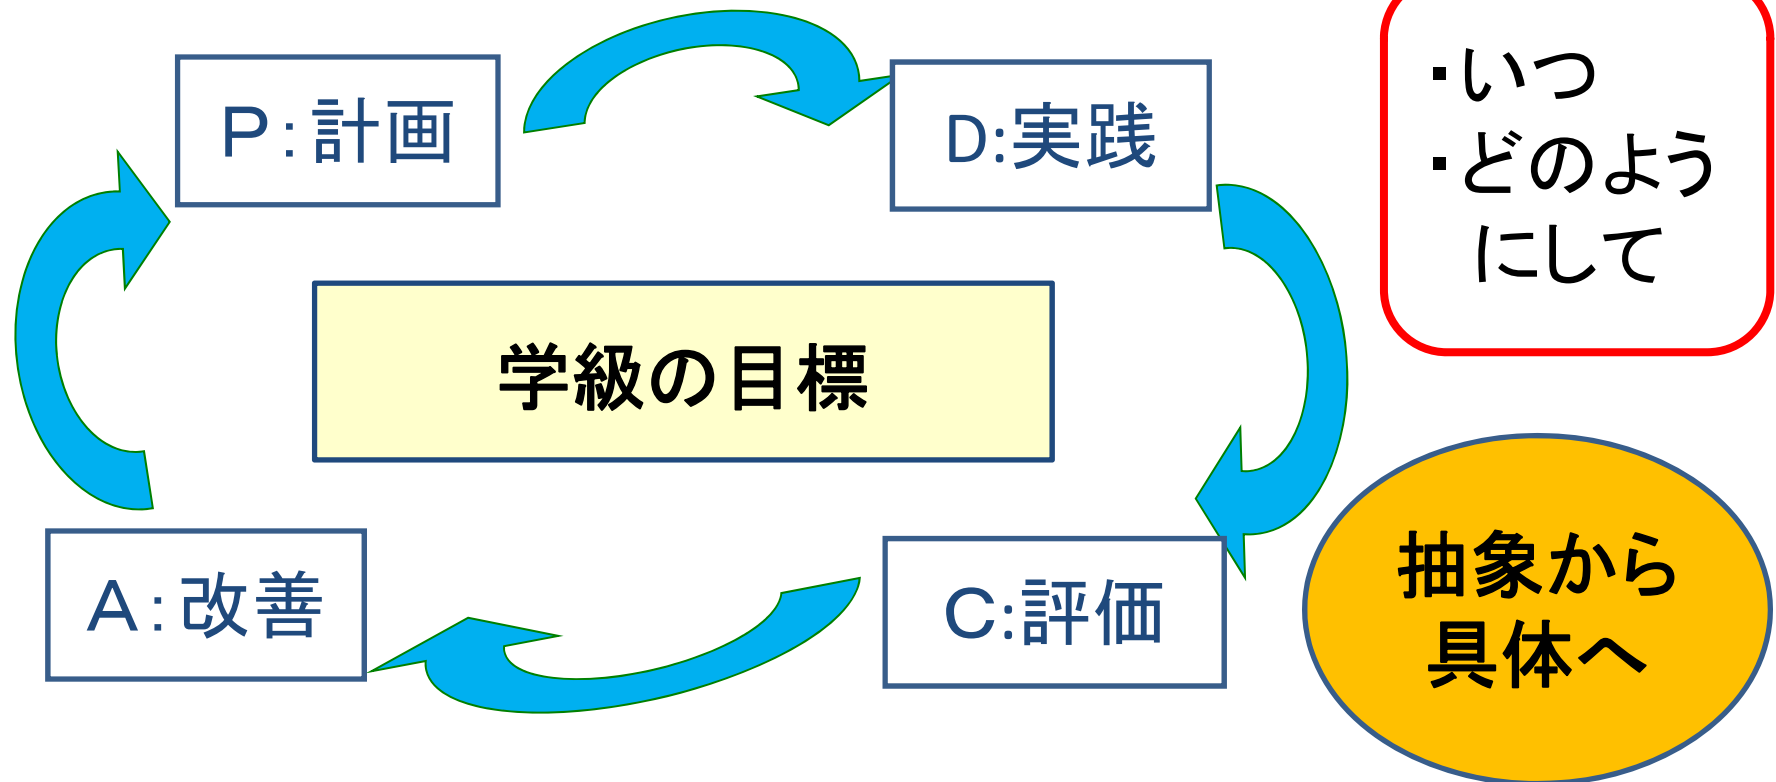 P:計画
D:実践
・いつ
・どのよう
にして
学級の目標
A:改善
C:評価
抽象から
具体へ